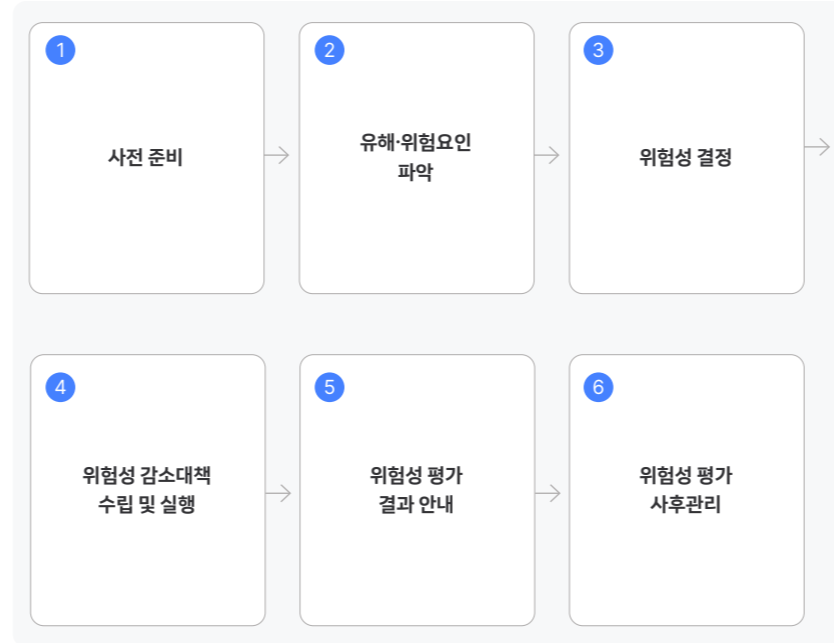 1
사전 준비
2
유해·위험요인
파악
3
위험성 결정
4
위험성 감소대책
수립 및 실행
5
위험성 평가
결과 안내
6
위험성 평가
사후관리